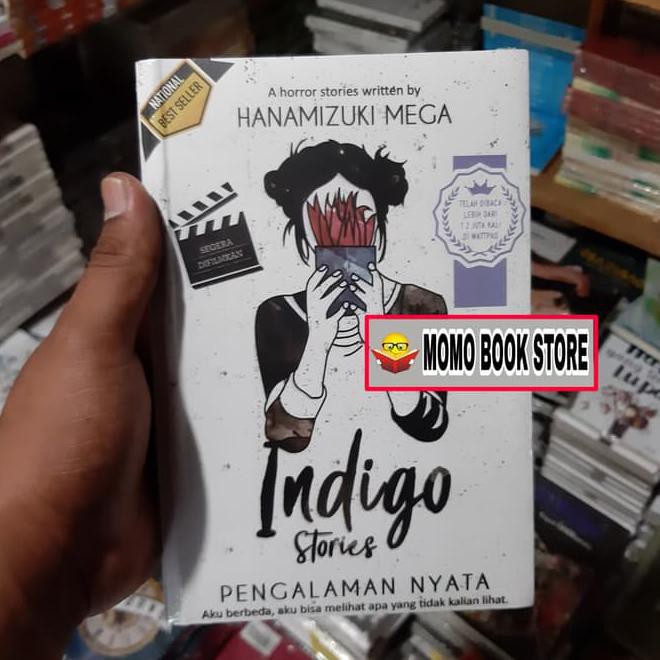 NATIONAL
BEST SELLER
A horror stories written by
HANAMIZUKI MEGA
SEGERA
DIFILMKAN
TELAH DIBACA
LEBIH DARI
1.2 JUTA KALI
DI WATTPAD
MOMO BOOK STORE
Indigo
Stories
PENGALAMAN NYATA
Aku berbeda, aku bisa melihat apa yang tidak kalian lihat.